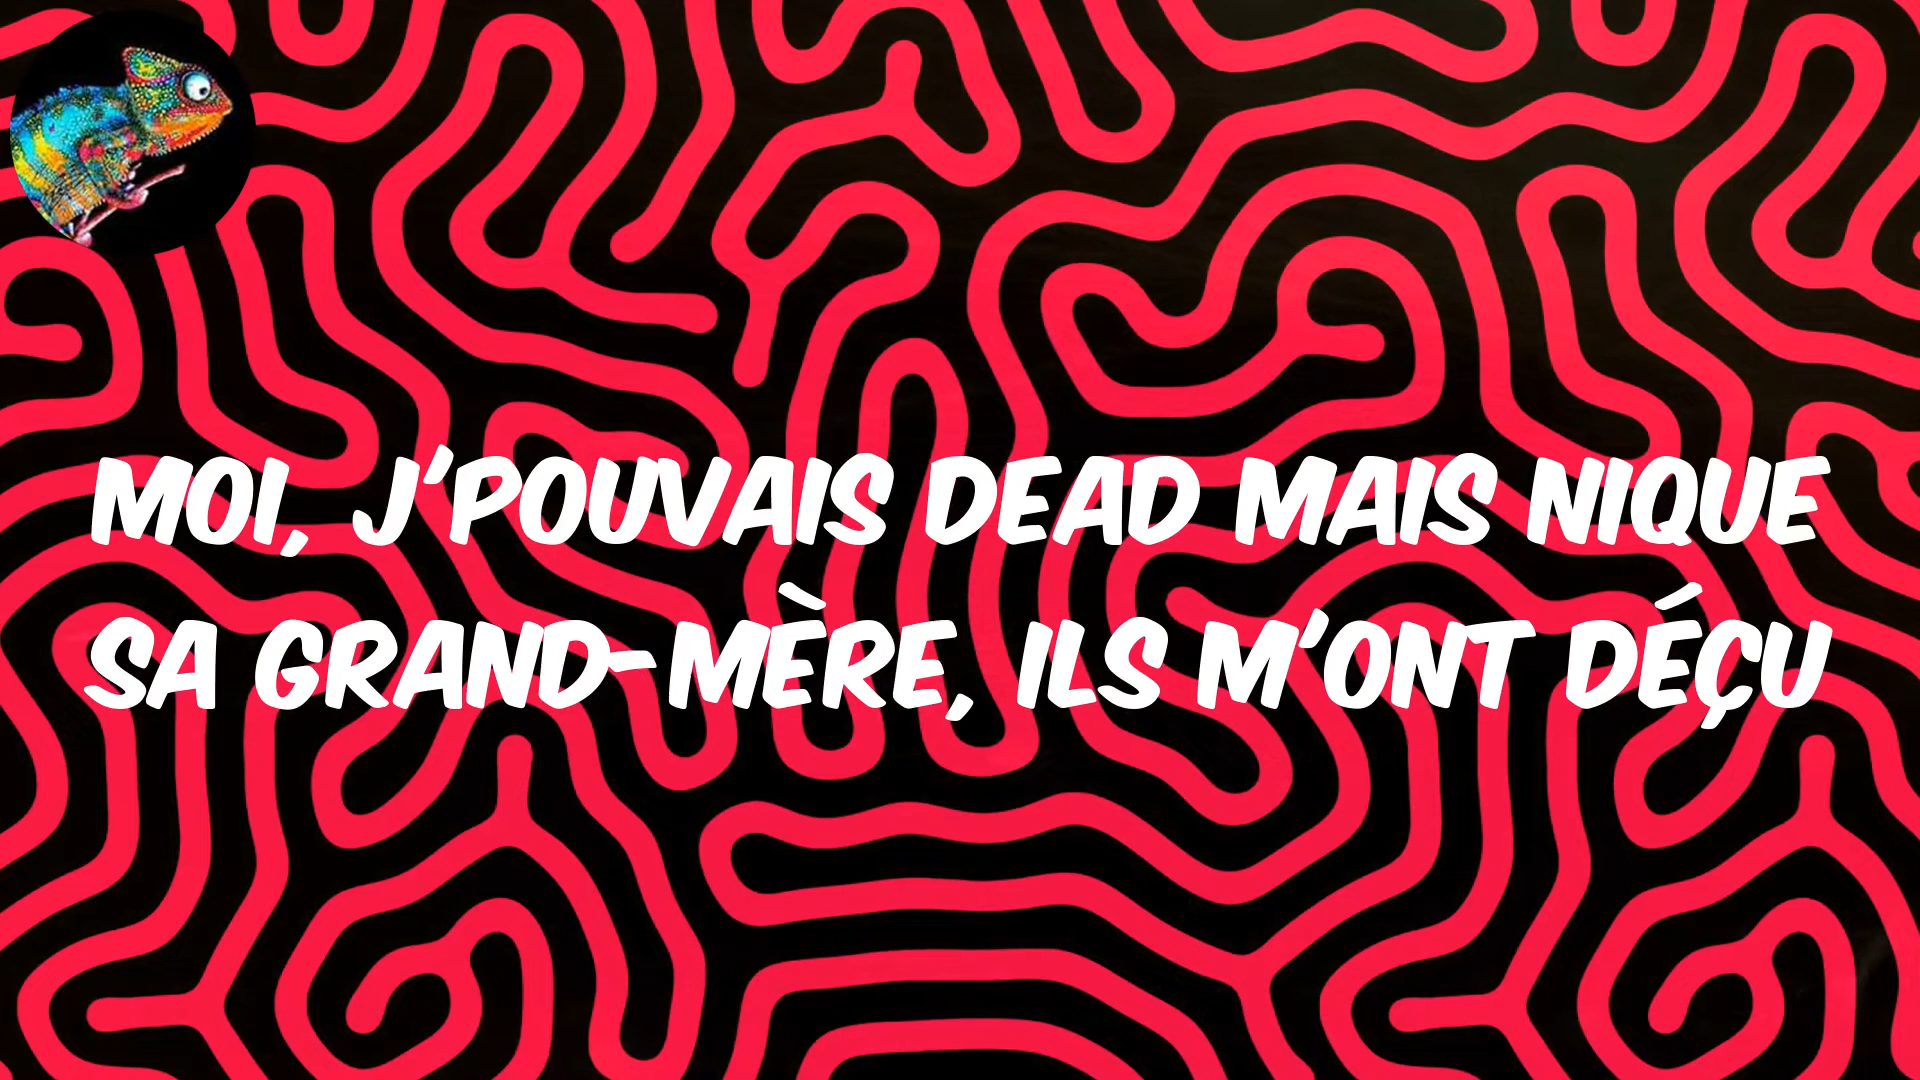 MOI, J'POUVAIS DEAD MAIS NIQUE
SA GRAND-MÈRE, ILS M'ONT DÉÇU